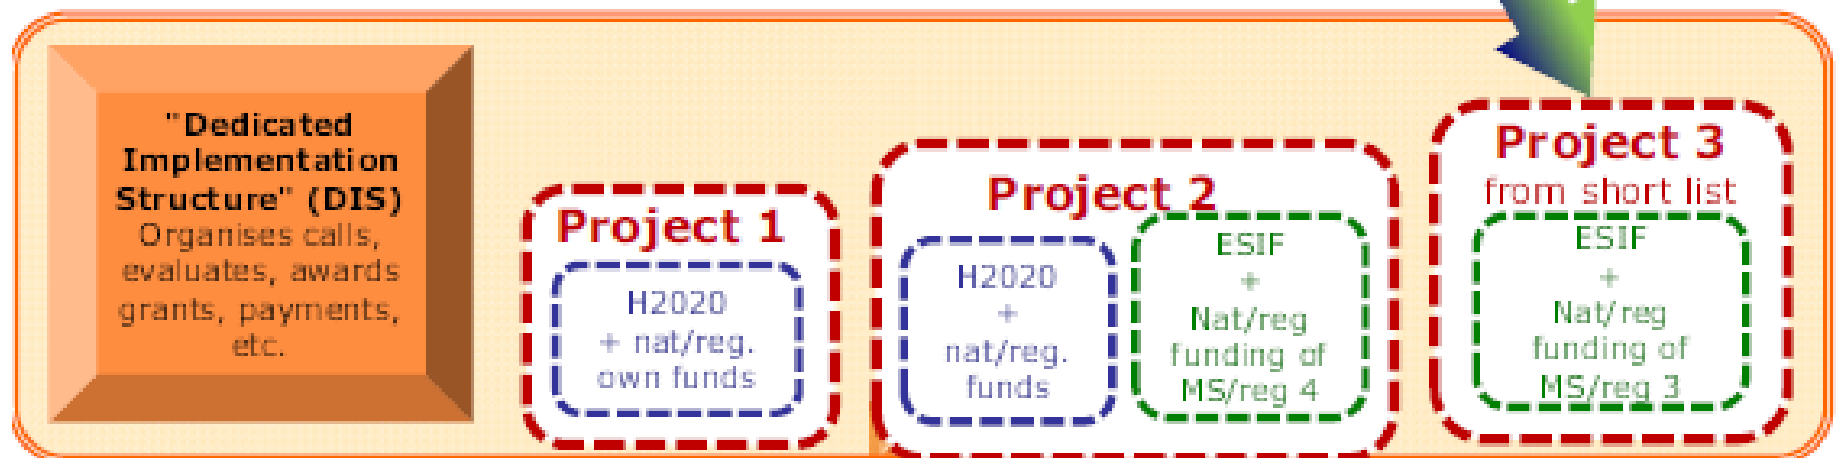 "Dedicated
Implementation
Structure" (DIS)
Organises calls,
evaluates, awards
grants, payments,
etc.
Project 1
H2020
+ nat/reg.
own funds
Project 2
H2020
+
nat/reg.
funds
ESIF
+
Nat/reg
funding of
MS/reg 4
Project 3
from short list
ESIF
+
Nat/reg
funding of
MS/reg 3